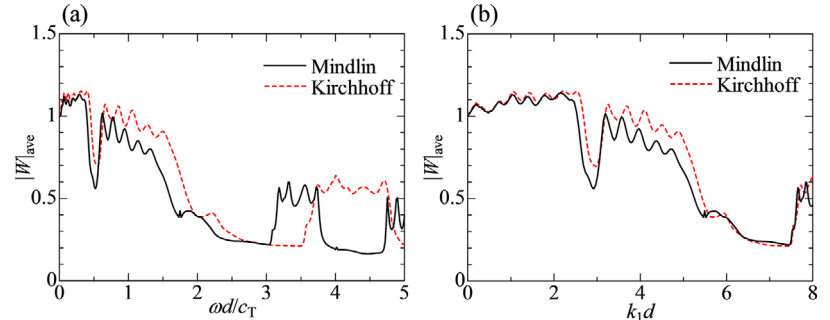 (a)
1.5
1
0.5
0
|W|ave
Mindlin
Kirchhoff
0 1 2 3 4 5
ωd/cT
(b)
1.5
1
0.5
0
|W|ave
Mindlin
Kirchhoff
0 2 4 6 8
k1d